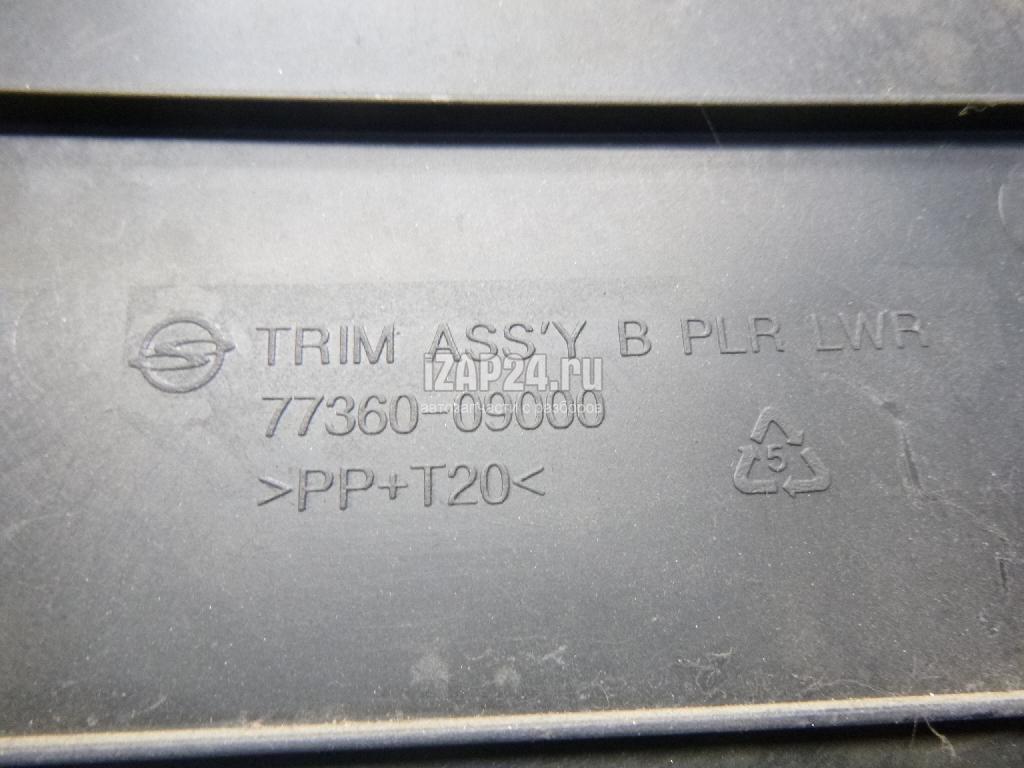 TRIM ASS'Y B PLR LWR
iZAP24.ru
автозапчасти с разборов
77360-09000
>PP+T20<
5